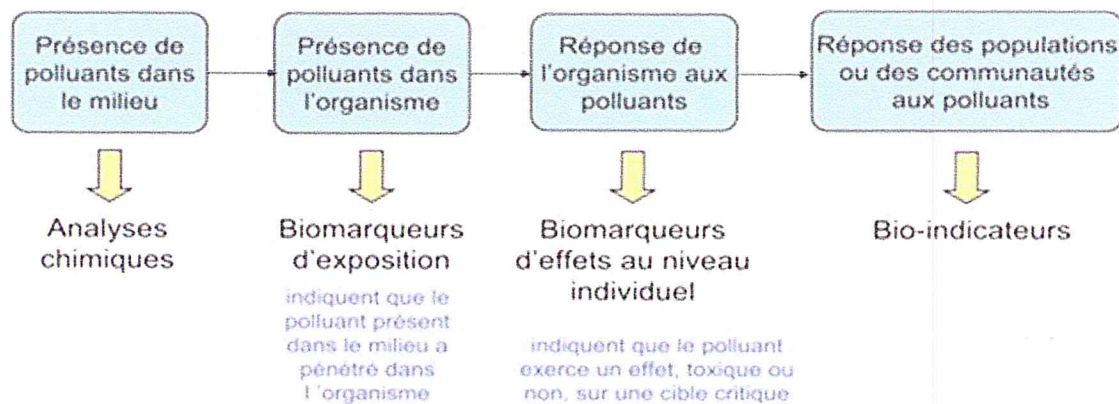 Présence de
polluants dans
le milieu
Présence de
polluants dans
l'organisme
Réponse de
l'organisme aux
polluants
Réponse des populations
ou des communautés
aux polluants
Analyses
chimiques
Biomarqueurs
d'exposition
indiquent que le
polluant présent
dans le milieu a
pénétré dans
l'organisme
Biomarqueurs
d'effets au niveau
individuel
indiquent que le polluant
exerce un effet, toxique ou
non, sur une cible critique
Bio-indicateurs